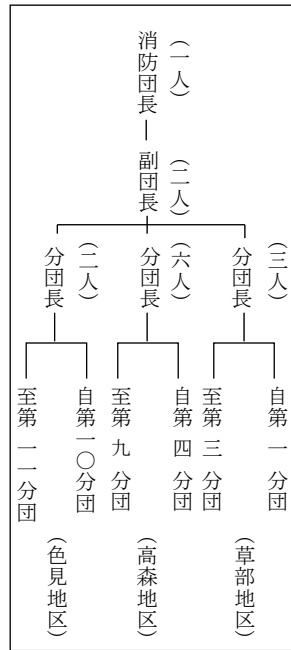 消防団長
（一人）
副団長
（二人）
分団長
（三人）
自第一分団
至第三分団
（草部地区）
分団長
（六人）
自第四分団
至第九分団
（高森地区）
分団長
（二人）
自第一〇分団
至第一一分団
（色見地区）